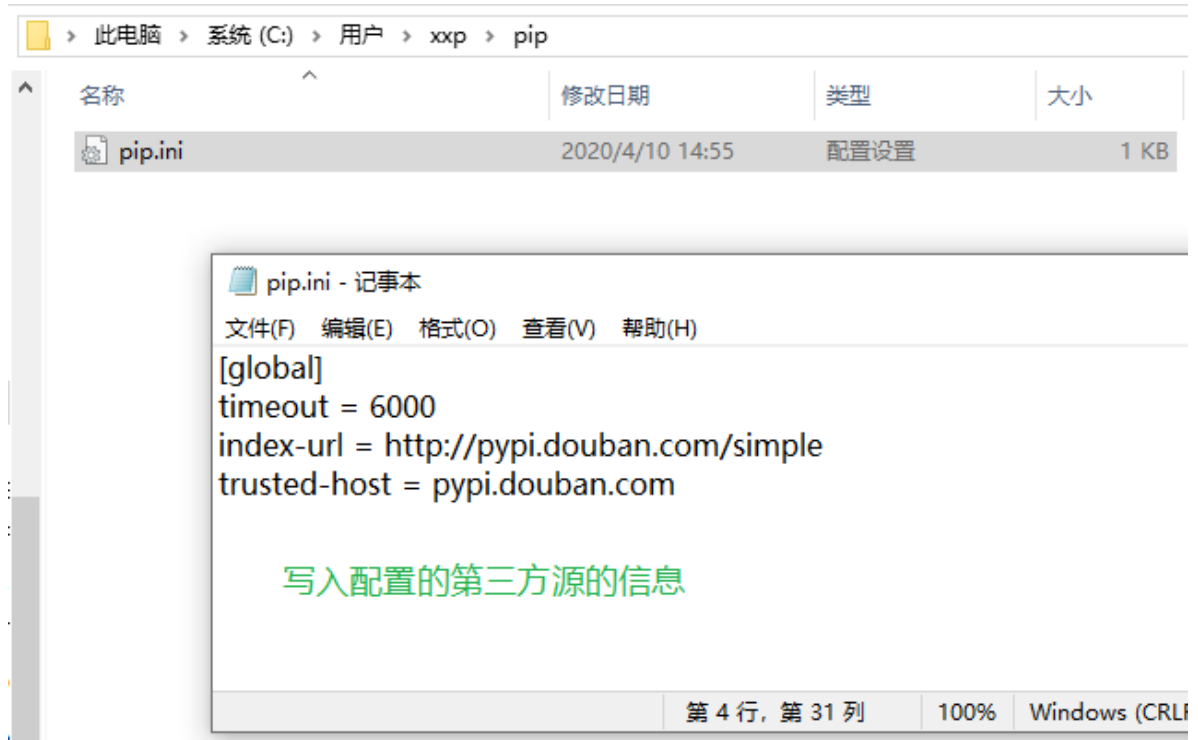 此电脑 > 系统 (C:) > 用户 > xxp > pip
名称 修改日期 类型 大小
pip.ini 2020/4/10 14:55 配置设置 1 KB
pip.ini - 记事本
文件(F) 编辑(E) 格式(O) 查看(V) 帮助(H)
[global]
timeout = 6000
index-url = http://pypi.douban.com/simple
trusted-host = pypi.douban.com
写入配置的第三方源的信息
第 4 行，第 31 列 100% Windows (CRLF